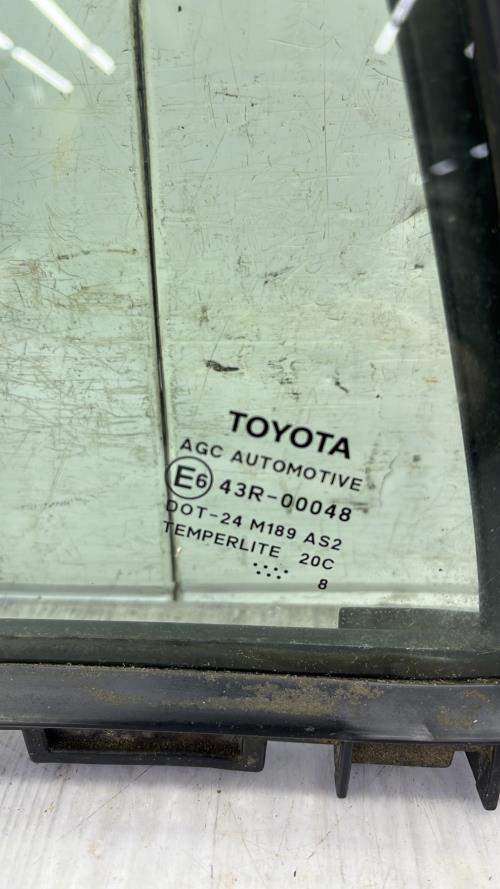 TOYOTA
AGC AUTOMOTIVE
E6 43R-00048
DOT-24 M189 AS2
TEMPERLITE 20C
8